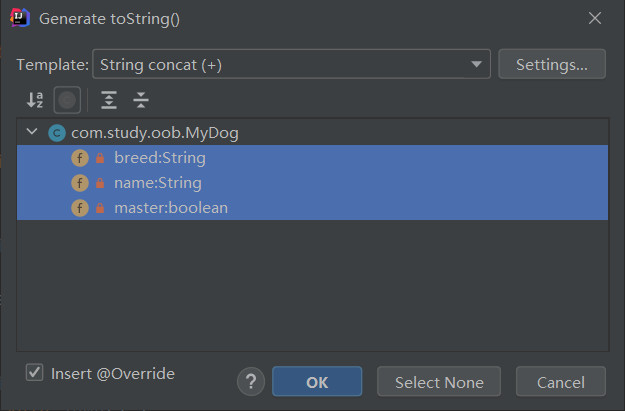 Generate toString()
Template: String concat (+) Settings...
com.study.oob.MyDog
breed:String
name:String
master:boolean
Insert @Override ? OK Select None Cancel